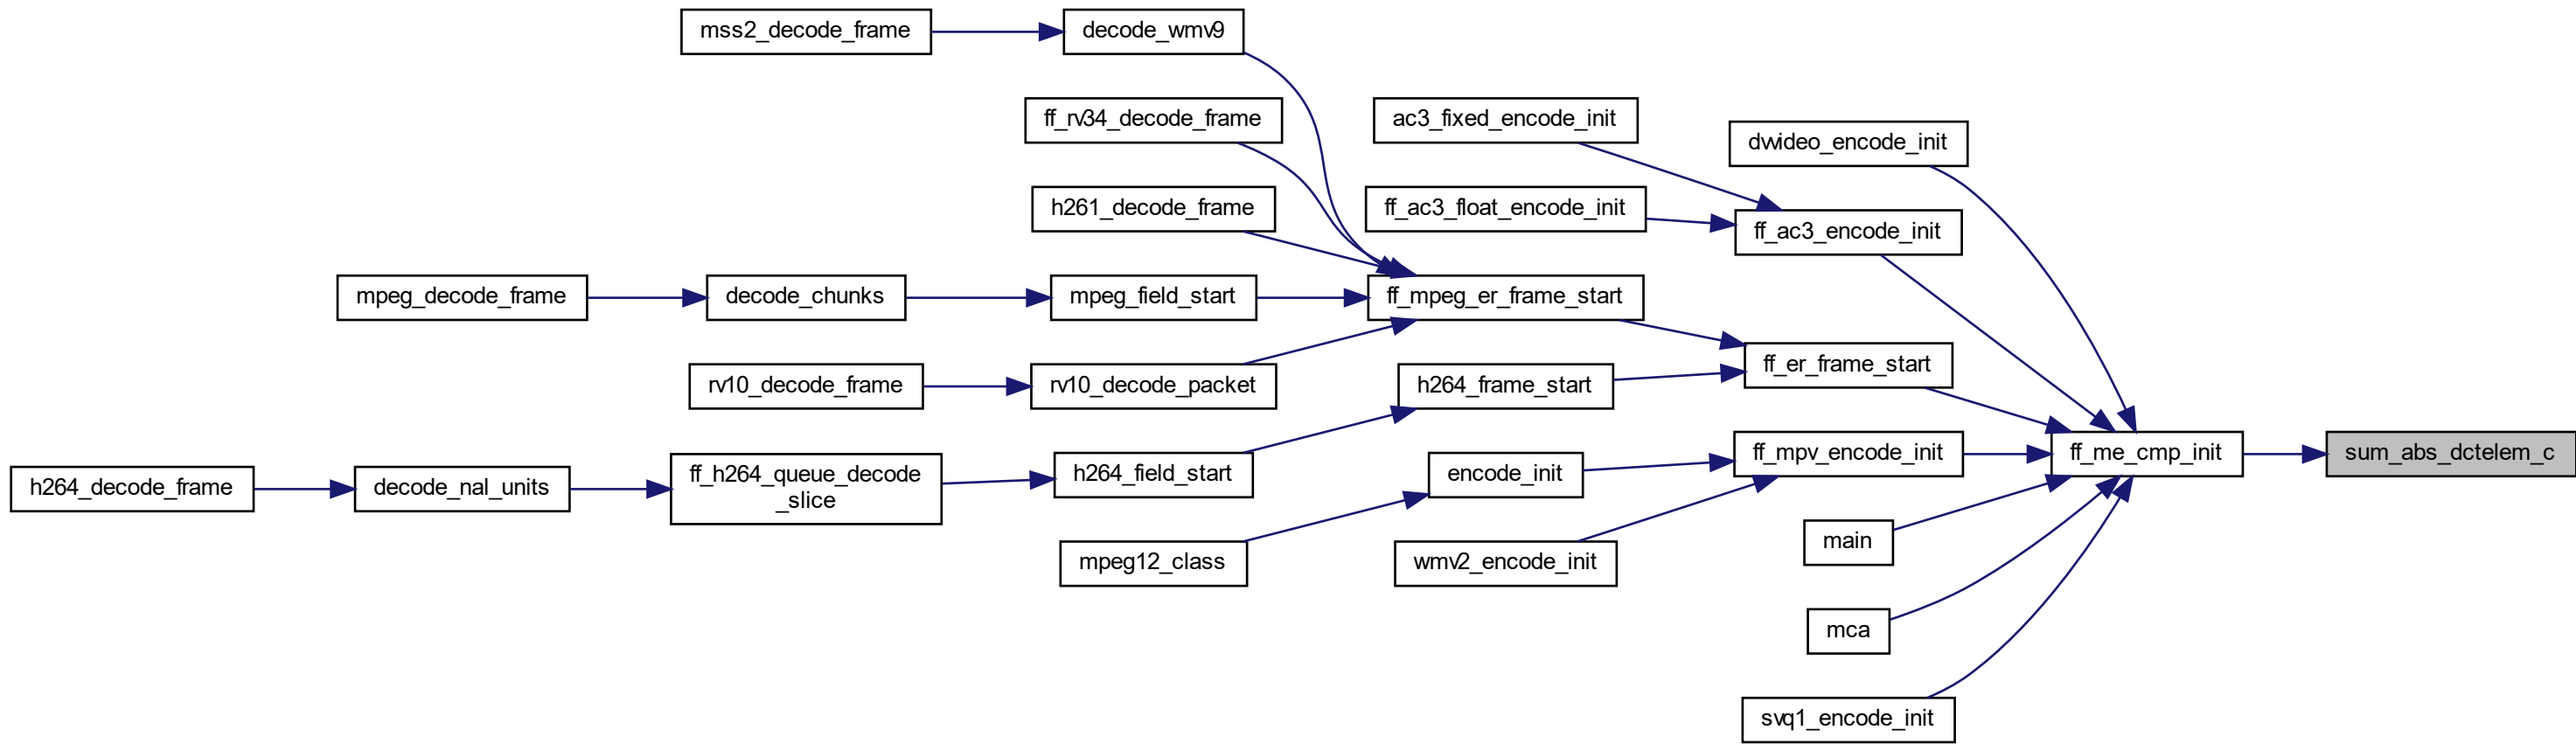 mss2_decode_frame
decode_wmv9
ff_rv34_decode_frame
ac3_fixed_encode_init
dvvideo_encode_init
h261_decode_frame
ff_ac3_float_encode_init
ff_ac3_encode_init
mpeg_decode_frame
decode_chunks
mpeg_field_start
ff_mpeg_er_frame_start
rv10_decode_frame
rv10_decode_packet
h264_frame_start
ff_er_frame_start
h264_decode_frame
decode_nal_units
ff_h264_queue_decode
_slice
h264_field_start
encode_init
ff_mpv_encode_init
ff_me_cmp_init
sum_abs_dctelem_c
mpeg12_class
wmv2_encode_init
main
mca
svq1_encode_init